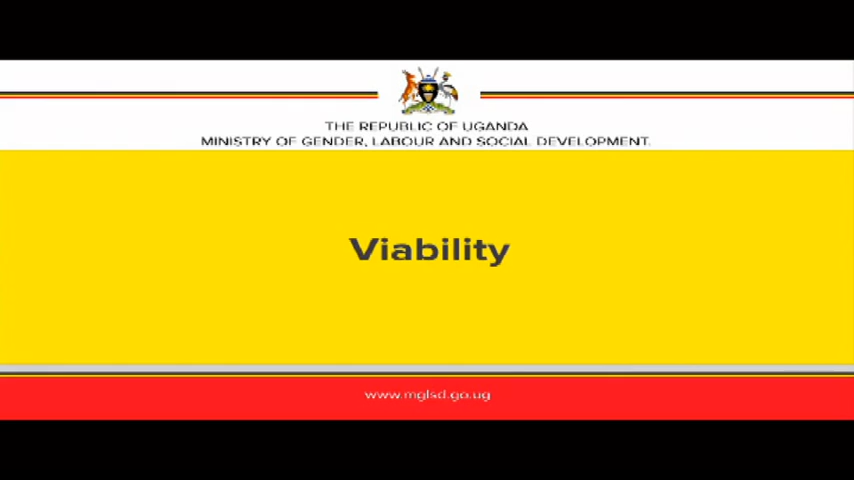 THE REPUBLIC OF UGANDA
MINISTRY OF GENDER, LABOUR AND SOCIAL DEVELOPMENT.
Viability
www.mglsd.go.ug